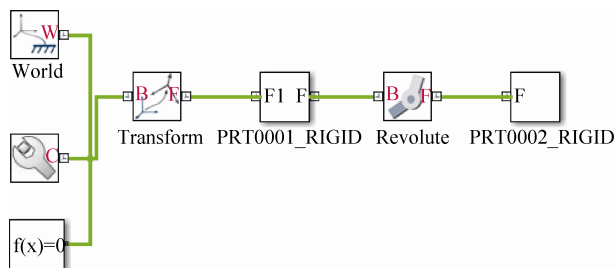 W
World
C
f(x)=0
B F
Transform
F1 F
PRT0001_RIGID
B F
Revolute
F
PRT0002_RIGID